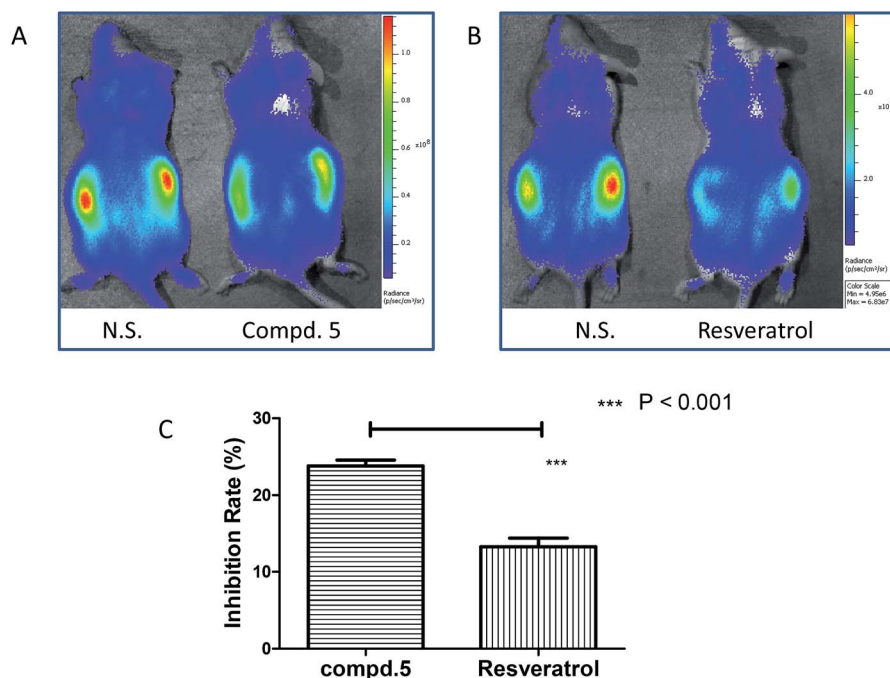 A
1.0
0.8
x10⁸
0.6
0.4
0.2
Radiance
(p/sec/cm²/sr)
N.S.
Compd. 5
B
4.0
x10
2.0
Radiance
(p/sec/cm²/sr)
Color Scale
Min = 4.95e6
Max = 6.83e7
N.S.
Resveratrol
C
*** P < 0.001
Inhibition Rate (%)
30
20
10
0
***
compd.5
Resveratrol